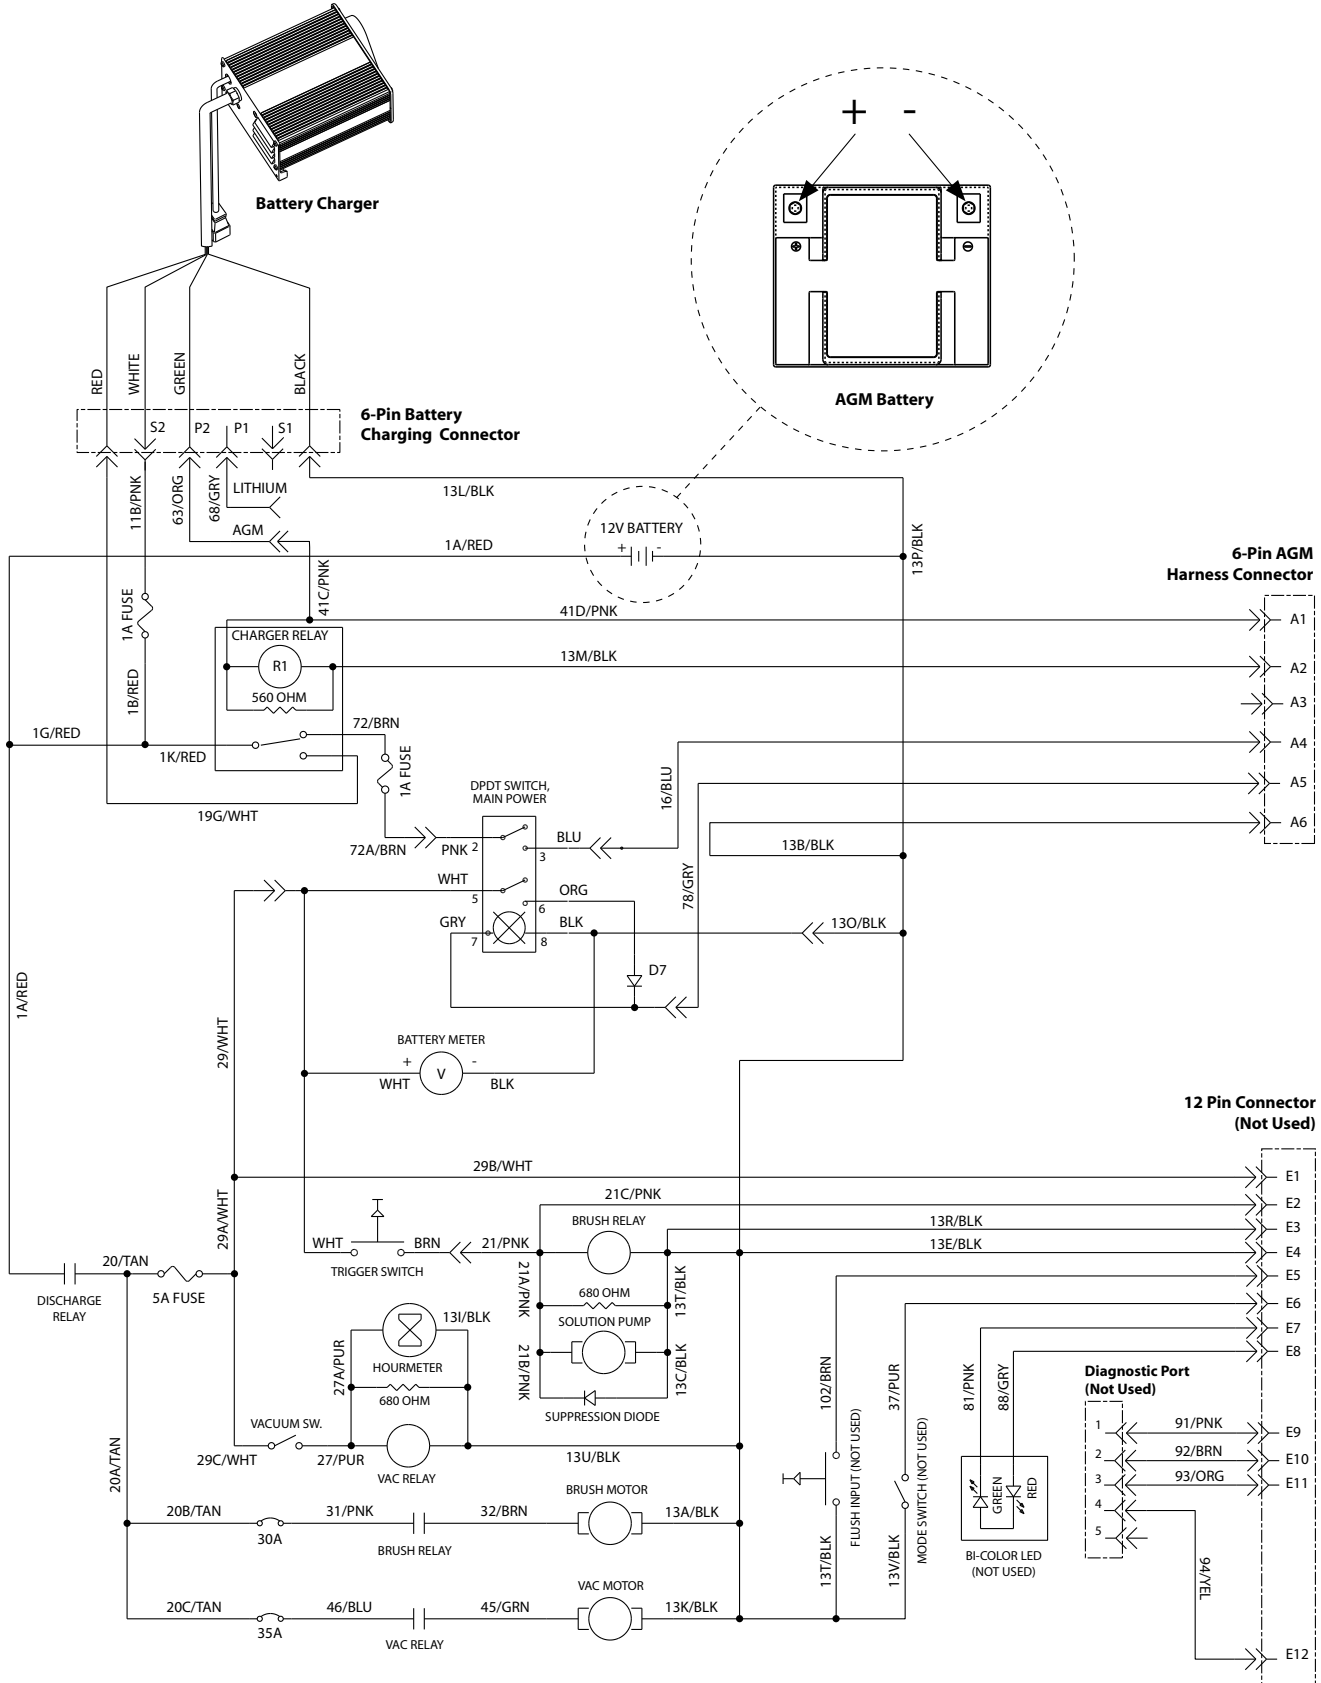 + -
Battery Charger
AGM Battery
RED
WHITE
GREEN
BLACK
6-Pin Battery
Charging Connector
S2
P2
P1
S1
11B/PNK
63/ORG
68/GRY
LITHIUM
AGM
13L/BLK
12V BATTERY
+ -
1A/RED
13P/BLK
6-Pin AGM
Harness Connector
41C/PNK
41D/PNK
A1
1A FUSE
CHARGER RELAY
R1
560 OHM
13M/BLK
A2
A3
1B/RED
1G/RED
1K/RED
72/BRN
1A FUSE
19G/WHT
DPDT SWITCH,
MAIN POWER
16/BLU
A4
A5
A6
72A/BRN
PNK
2
3
BLU
13B/BLK
78/GRY
WHT
5
6
ORG
GRY
7
8
BLK
13O/BLK
D7
1A/RED
29/WHT
BATTERY METER
+ -
V
WHT
BLK
12 Pin Connector
(Not Used)
29B/WHT
E1
21C/PNK
E2
29A/WHT
BRUSH RELAY
13R/BLK
E3
WHT
BRN
21/PNK
13E/BLK
E4
TRIGGER SWITCH
20/TAN
5A FUSE
DISCHARGE
RELAY
21A/PNK
680 OHM
13T/BLK
E5
E6
SOLUTION PUMP
E7
E8
21B/PNK
13C/BLK
SUPPRESSION DIODE
27A/PUR
13I/BLK
HOURMETER
680 OHM
102/BRN
37/PUR
81/PNK
88/GRY
Diagnostic Port
(Not Used)
VACUUM SW.
29C/WHT
27/PUR
VAC RELAY
13U/BLK
20A/TAN
1
91/PNK
E9
2
92/BRN
E10
3
93/ORG
E11
4
5
94/YEL
E12
FLUSH INPUT (NOT USED)
MODE SWITCH (NOT USED)
GREEN
RED
BI-COLOR LED
(NOT USED)
13T/BLK
13V/BLK
20B/TAN
30A
31/PNK
BRUSH RELAY
32/BRN
BRUSH MOTOR
13A/BLK
20C/TAN
35A
46/BLU
VAC RELAY
45/GRN
VAC MOTOR
13K/BLK